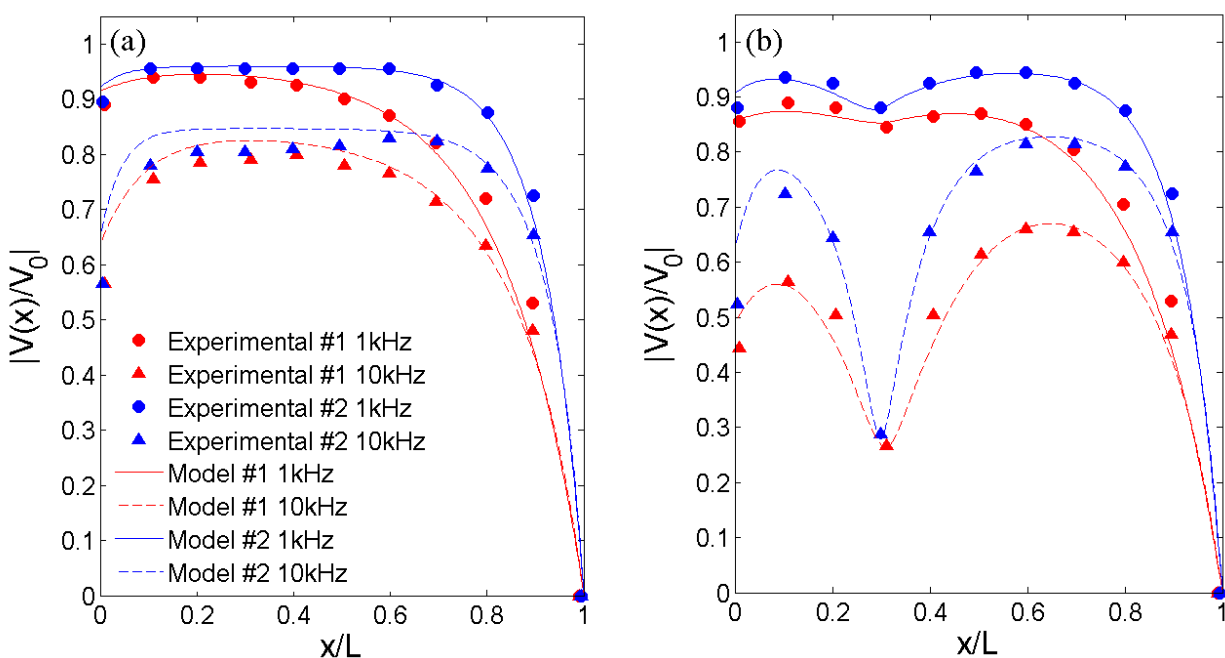 (a)
1
0.9
0.8
0.7
0.6
0.5
0.4
0.3
0.2
0.1
0
|V(x)/V0|
Experimental #1 1kHz
Experimental #1 10kHz
Experimental #2 1kHz
Experimental #2 10kHz
Model #1 1kHz
Model #1 10kHz
Model #2 1kHz
Model #2 10kHz
0 0.2 0.4 0.6 0.8 1
x/L
(b)
1
0.9
0.8
0.7
0.6
0.5
0.4
0.3
0.2
0.1
0
|V(x)/V0|
0 0.2 0.4 0.6 0.8 1
x/L